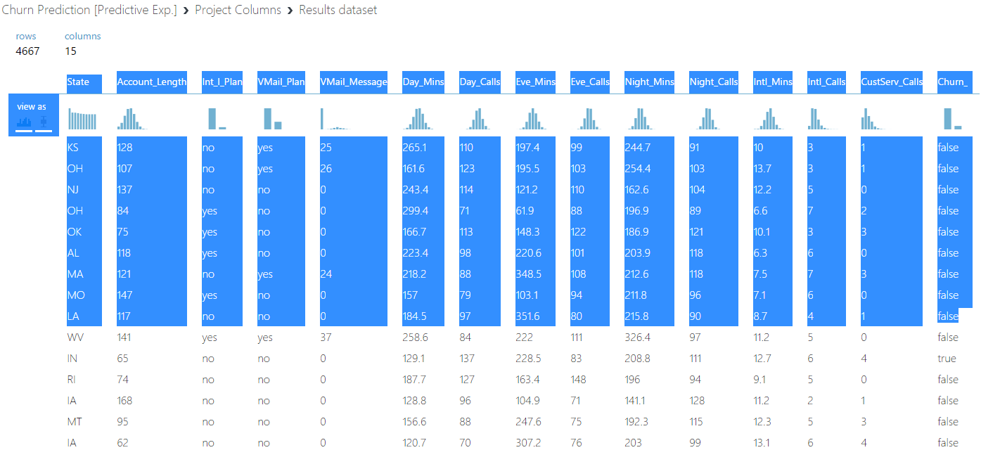 Churn Prediction [Predictive Exp.] › Project Columns › Results dataset
rows columns
4667 15
State Account_Length Int_l_Plan VMail_Plan VMail_Message Day_Mins Day_Calls Eve_Mins Eve_Calls Night_Mins Night_Calls Intl_Mins Intl_Calls CustServ_Calls Churn_
view as
KS 128 no yes 25 265.1 110 197.4 99 244.7 91 10 3 1 false
OH 107 no yes 26 161.6 123 195.5 103 254.4 103 13.7 3 1 false
NJ 137 no no 0 243.4 114 121.2 110 162.6 104 12.2 5 0 false
OH 84 yes no 0 299.4 71 61.9 88 196.9 89 6.6 7 2 false
OK 75 yes no 0 166.7 113 148.3 122 186.9 121 10.1 3 3 false
AL 118 yes no 0 223.4 98 220.6 101 203.9 118 6.3 6 0 false
MA 121 no yes 24 218.2 88 348.5 108 212.6 118 7.5 7 3 false
MO 147 yes no 0 157 79 103.1 94 211.8 96 7.1 6 0 false
LA 117 no no 0 184.5 97 351.6 80 215.8 90 8.7 4 1 false
WV 141 yes yes 37 258.6 84 222 111 326.4 97 11.2 5 0 false
IN 65 no no 0 129.1 137 228.5 83 208.8 111 12.7 6 4 true
RI 74 no no 0 187.7 127 163.4 148 196 94 9.1 5 0 false
IA 168 no no 0 128.8 96 104.9 71 141.1 128 11.2 2 1 false
MT 95 no no 0 156.6 88 247.6 75 192.3 115 12.3 5 3 false
IA 62 no no 0 120.7 70 307.2 76 203 99 13.1 6 4 false